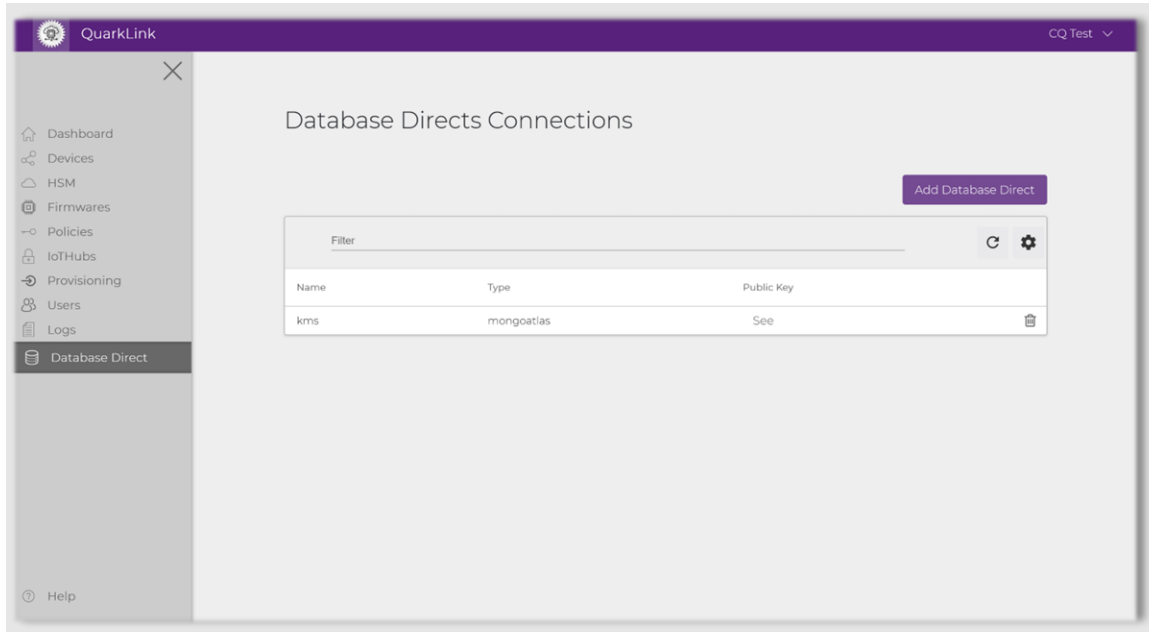 QuarkLink
CQ Test
Dashboard
Devices
HSM
Firmwares
Policies
IoTHubs
Provisioning
Users
Logs
Database Direct
Help
Database Directs Connections
Add Database Direct
Filter
Name Type Public Key
kms mongoatlas See